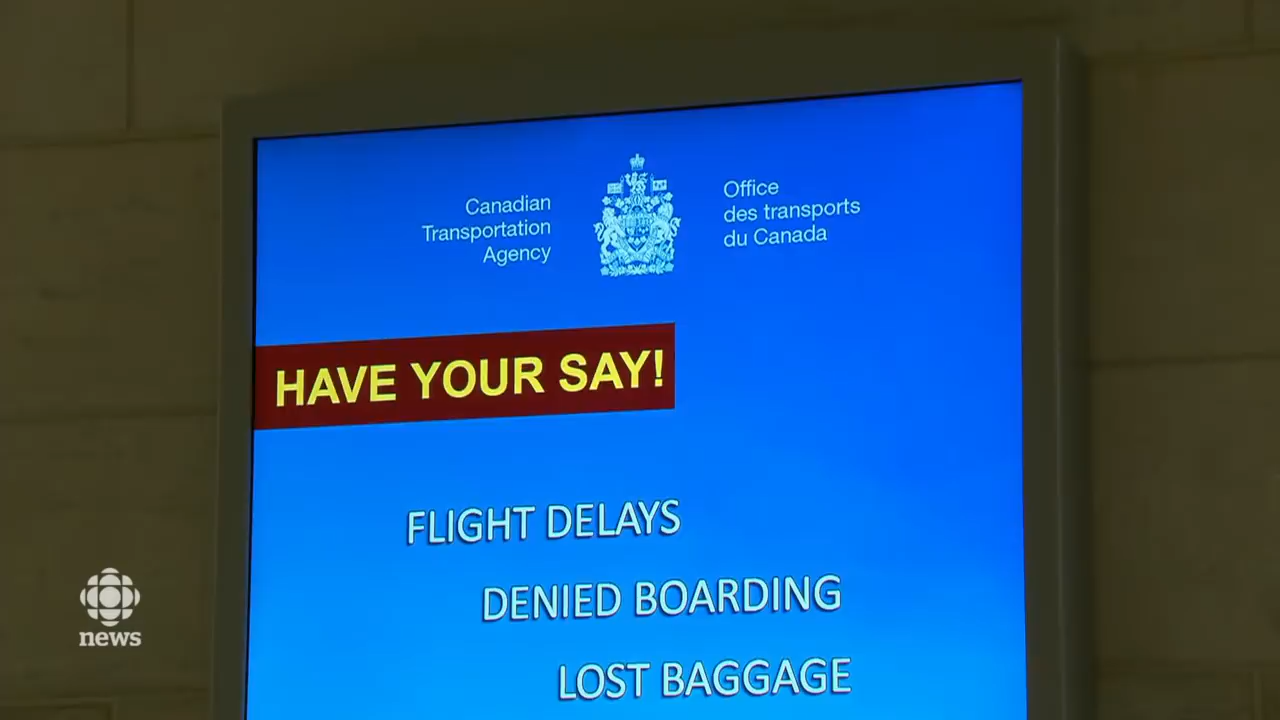 Canadian
Transportation
Agency
Office
des transports
du Canada
HAVE YOUR SAY!
FLIGHT DELAYS
DENIED BOARDING
LOST BAGGAGE
news